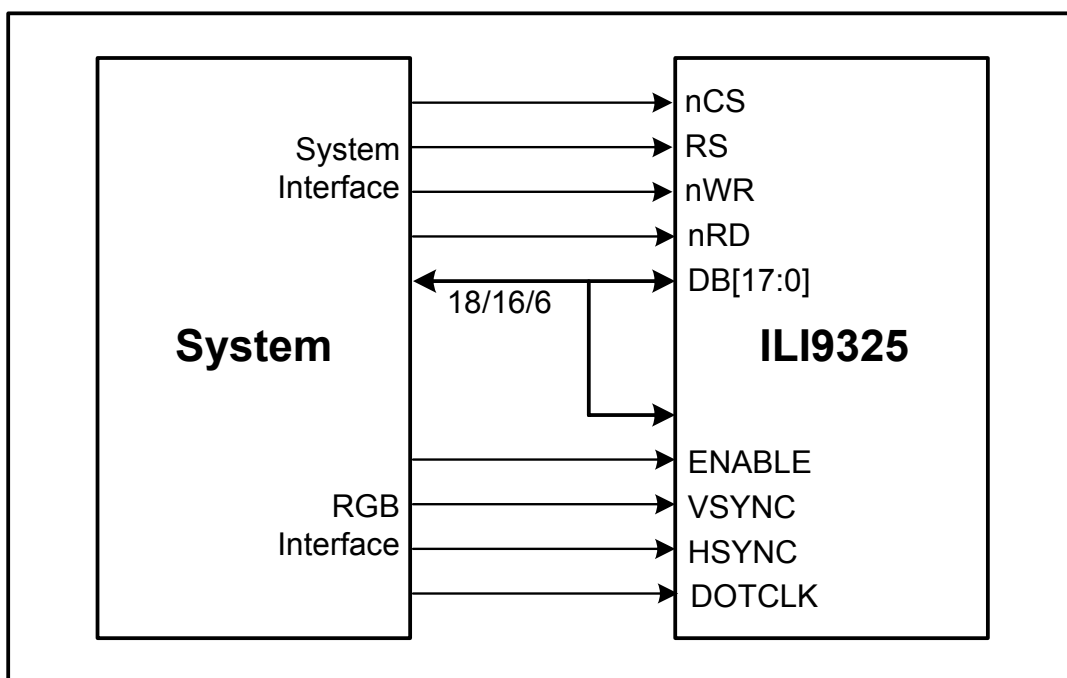 System
Interface
System
RGB
Interface
18/16/6
nCS
RS
nWR
nRD
DB[17:0]
ILI9325
ENABLE
VSYNC
HSYNC
DOTCLK